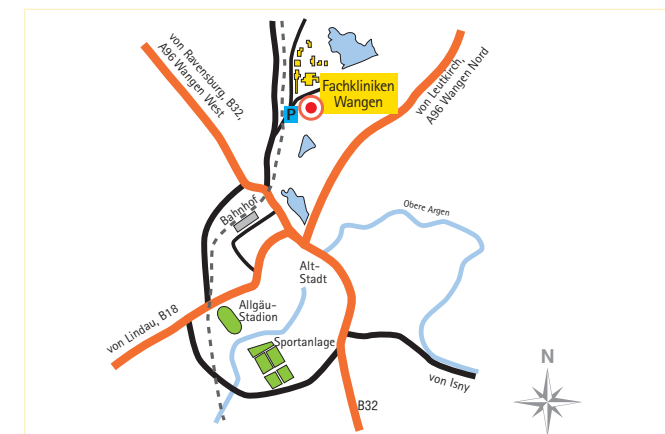 von Ravensburg, B32,
A96 Wangen West
Fachkliniken
Wangen
P
von Leutkirch,
A96 Wangen Nord
Bahnhof
Obere Argen
Alt-
Stadt
Allgäu-
Stadion
von Lindau, B18
Sportanlage
von Isny
B32
N